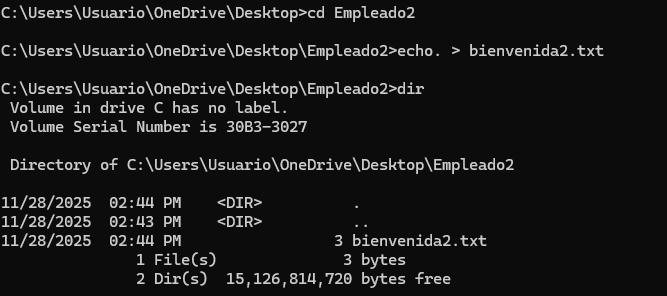 C:\Users\Usuario\OneDrive\Desktop>cd Empleado2
C:\Users\Usuario\OneDrive\Desktop\Empleado2>echo. > bienvenida2.txt
C:\Users\Usuario\OneDrive\Desktop\Empleado2>dir
 Volume in drive C has no label.
 Volume Serial Number is 30B3-3027
 Directory of C:\Users\Usuario\OneDrive\Desktop\Empleado2
11/28/2025  02:44 PM    <DIR>          .
11/28/2025  02:43 PM    <DIR>          ..
11/28/2025  02:44 PM                 3 bienvenida2.txt
               1 File(s)              3 bytes
               2 Dir(s)  15,126,814,720 bytes free